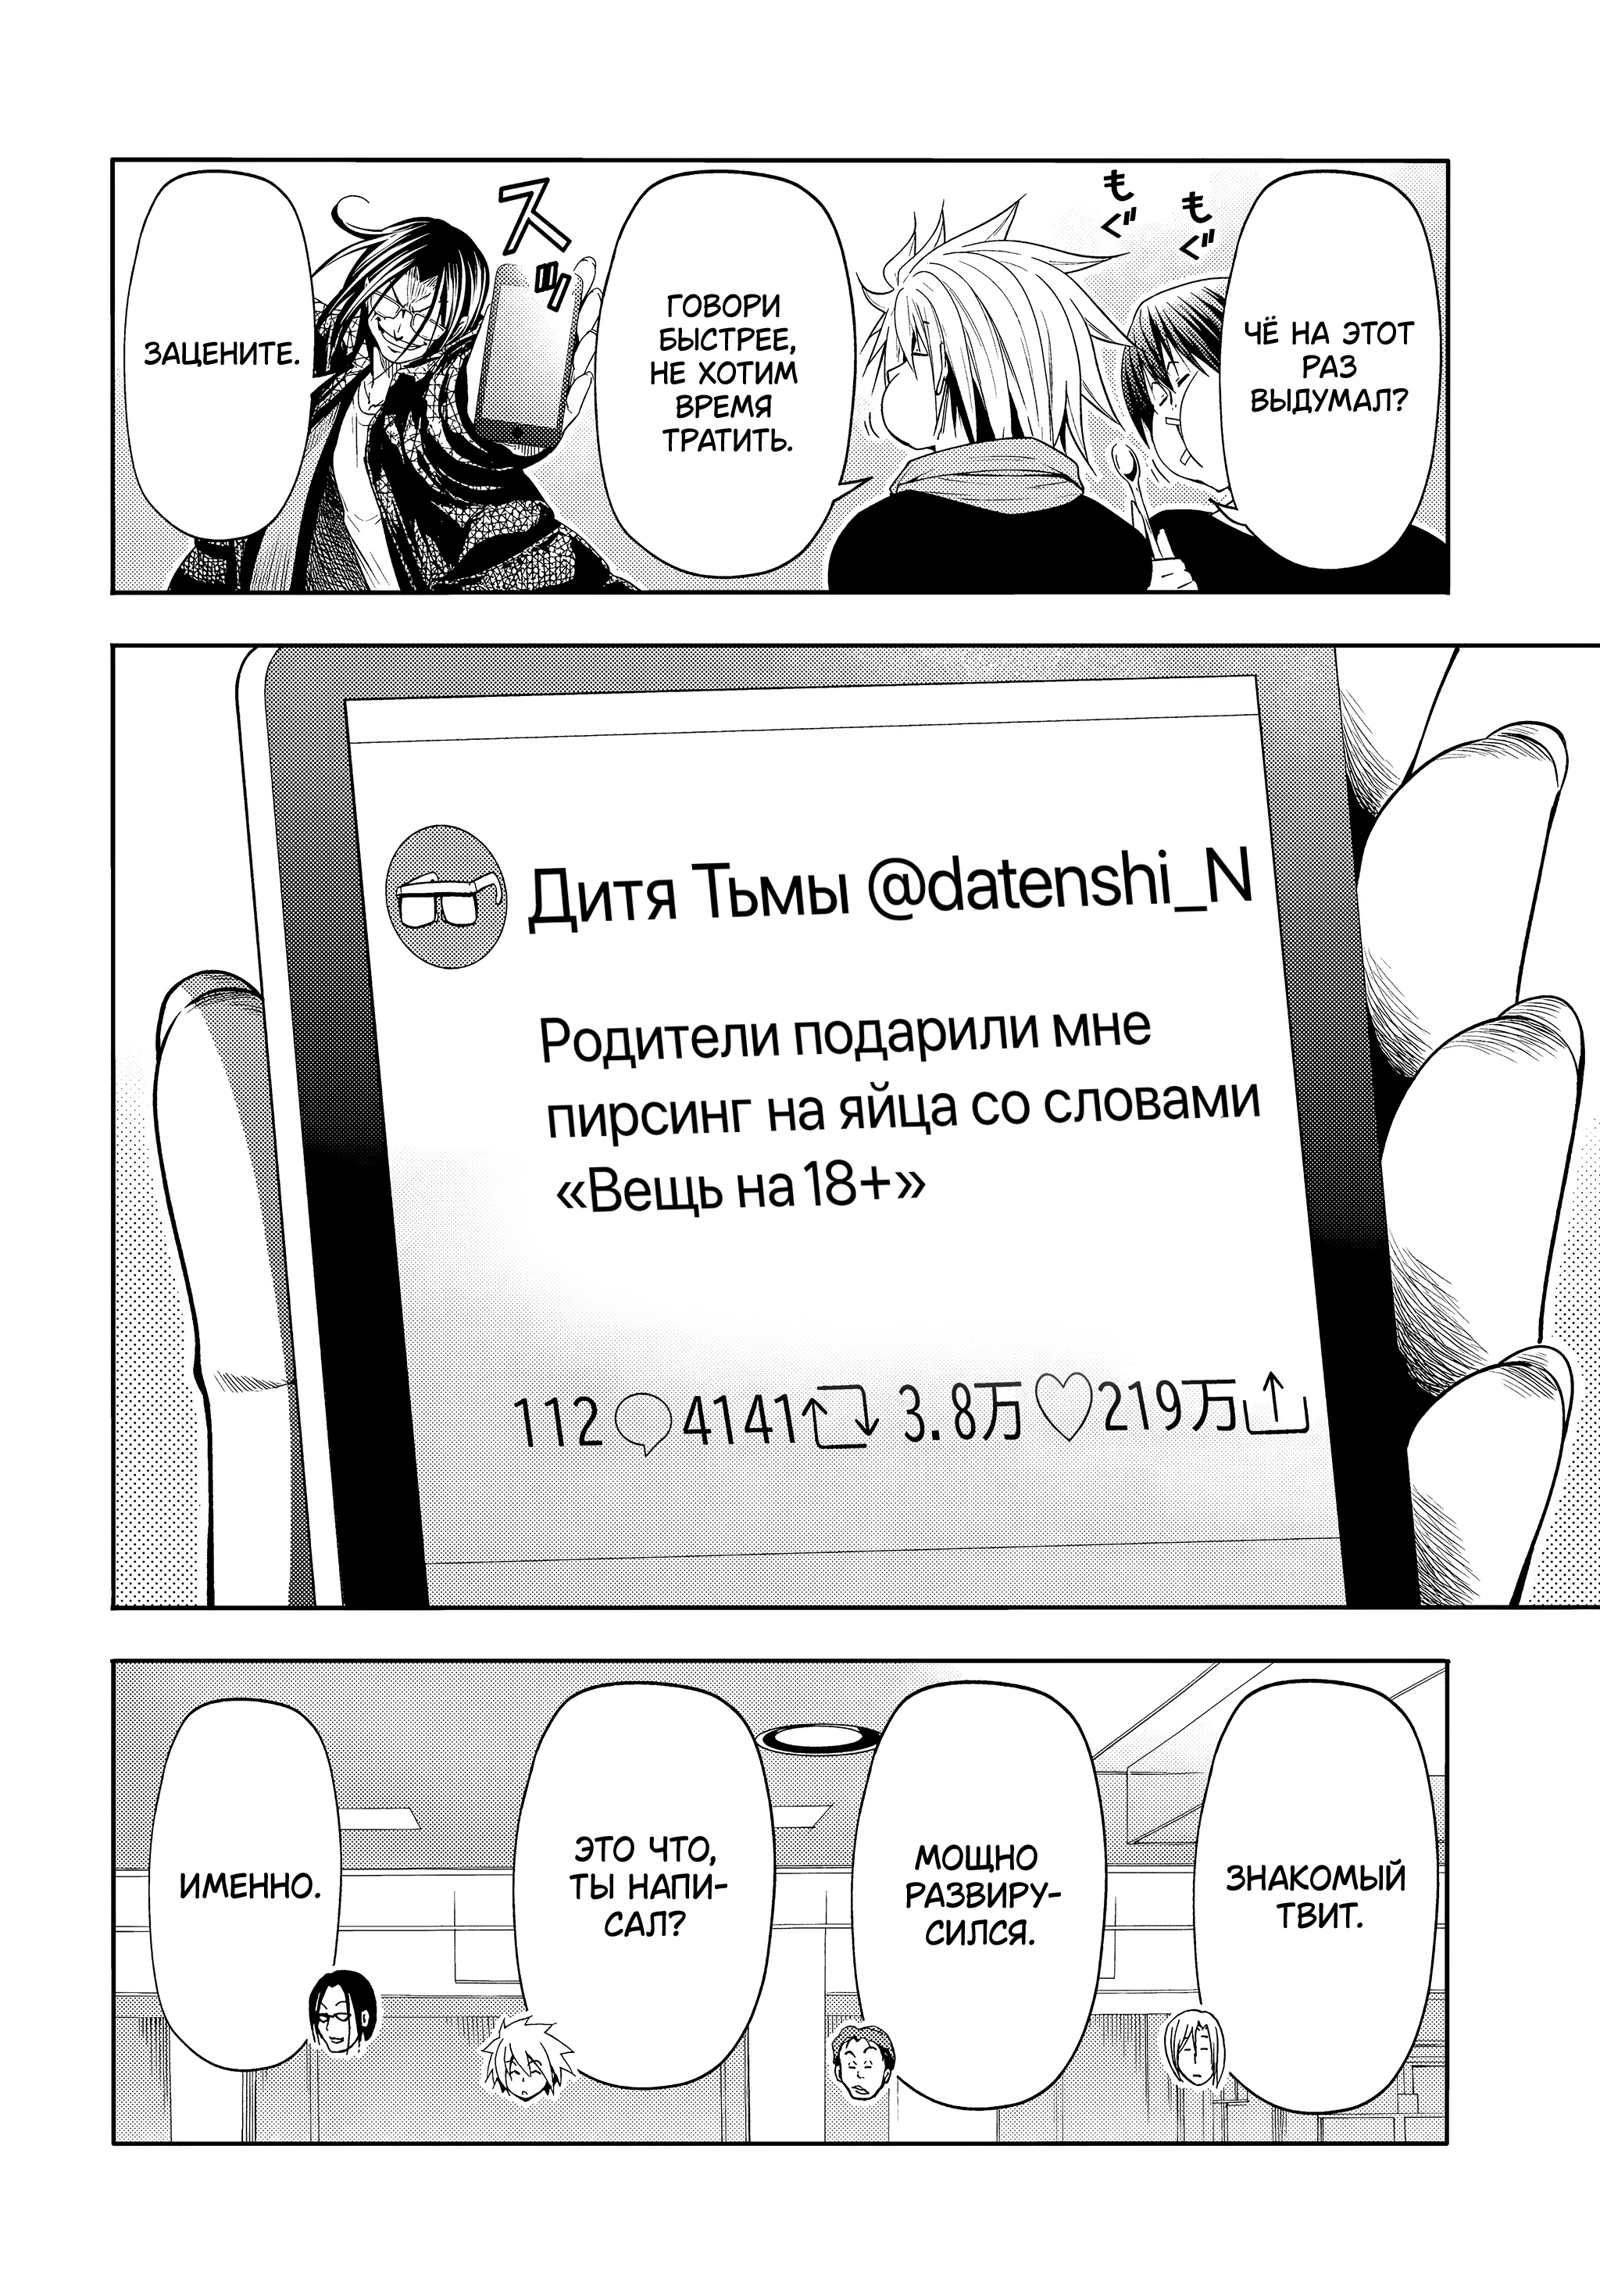 もぐ
もぐ
ЧЁ НА ЭТОТ
РАЗ
ВЫДУМАЛ?
ГОВОРИ
БЫСТРЕЕ,
НЕ ХОТИМ
ВРЕМЯ
ТРАТИТЬ.
スッ
ЗАЦЕНИТЕ.
Дитя Тьмы @datenshi_N
Родители подарили мне
пирсинг на яйца со словами
«Вещь на 18+»
112 4141 3.8万 219万
ЗНАКОМЫЙ
ТВИТ.
МОЩНО
РАЗВИРУ-
СИЛСЯ.
ЭТО ЧТО,
ТЫ НАПИ-
САЛ?
ИМЕННО.